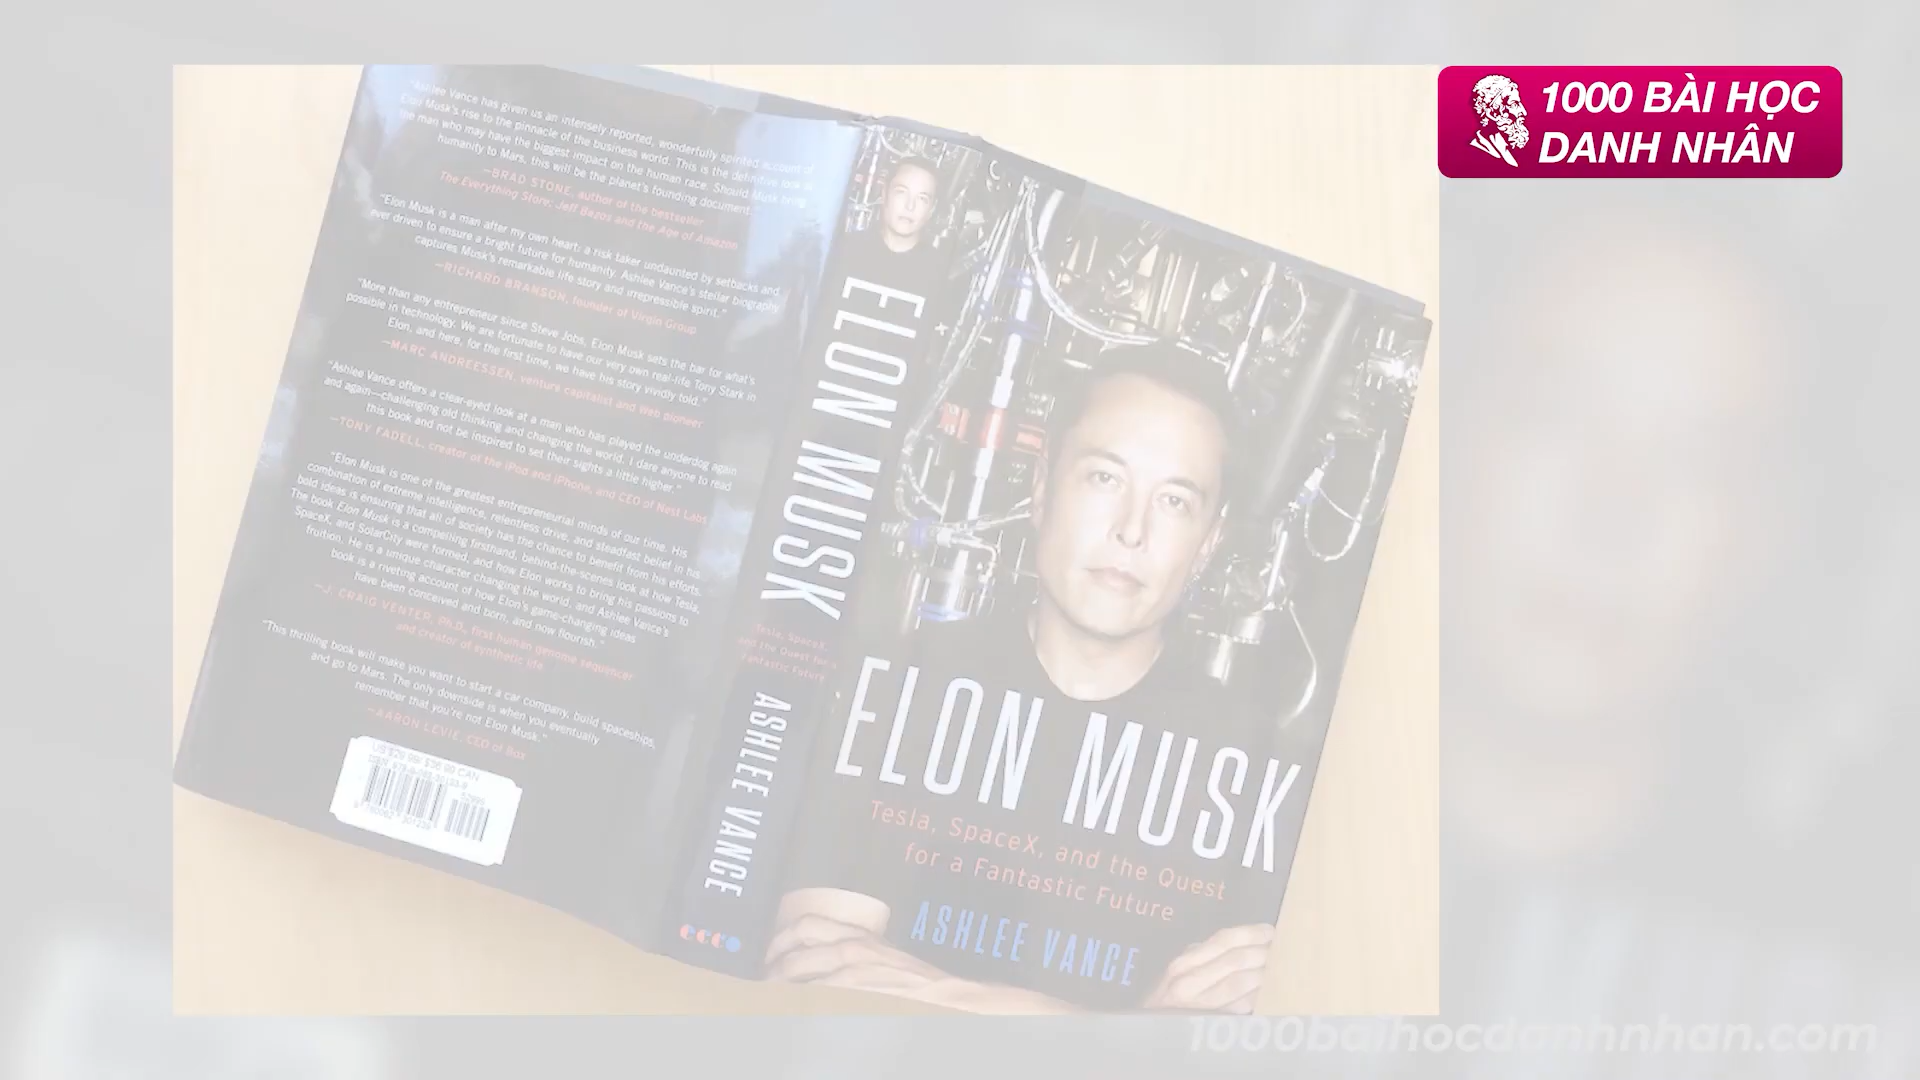 1000 BÀI HỌC
DANH NHÂN
"Ashlee Vance has given us an intensely reported, wonderfully spirited account of
Elon Musk's rise to the pinnacle of the business world. This is the definitive look at
the man who may have the biggest impact on the human race. Should Musk bring
humanity to Mars, this will be the planet's founding document."
—BRAD STONE, author of the bestseller
The Everything Store: Jeff Bezos and the Age of Amazon
"Elon Musk is a man after my own heart: a risk taker undaunted by setbacks and
ever driven to ensure a bright future for humanity. Ashlee Vance's stellar biography
captures Musk's remarkable life story and irrepressible spirit."
—RICHARD BRANSON, founder of Virgin Group
"More than any entrepreneur since Steve Jobs, Elon Musk sets the bar for what's
possible in technology. We are fortunate to have our very own real-life Tony Stark in
Elon, and here, for the first time, we have his story vividly told."
—MARC ANDREESSEN, venture capitalist and Web pioneer
"Ashlee Vance offers a clear-eyed look at a man who has played the underdog again
and again—challenging old thinking and changing the world. I dare anyone to read
this book and not be inspired to set their sights a little higher."
—TONY FADELL, creator of the iPod and iPhone, and CEO of Nest Labs
"Elon Musk is one of the greatest entrepreneurial minds of our time. His
combination of extreme intelligence, relentless drive, and steadfast belief in his
bold ideas is ensuring that all of society has the chance to benefit from his efforts.
The book Elon Musk is a compelling firsthand, behind-the-scenes look at how Tesla,
SpaceX, and SolarCity were formed, and how Elon works to bring his passions to
fruition. He is a unique character changing the world, and Ashlee Vance's
book is a riveting account of how Elon's game-changing ideas
have been conceived and born, and now flourish."
—J. CRAIG VENTER, Ph.D., first human genome sequencer
and creator of synthetic life
"This thrilling book will make you want to start a car company, build spaceships,
and go to Mars. The only downside is when you eventually
remember that you're not Elon Musk."
—AARON LEVIE, CEO of Box
US $29.99/
ELON MUSK
Tesla, SpaceX,
and the Quest for a
Fantastic Future
ASHLEE VANCE
ecco
ELON MUSK
Tesla, SpaceX, and the Quest
for a Fantastic Future
ASHLEE VANCE
1000baihocdanhnhan.com